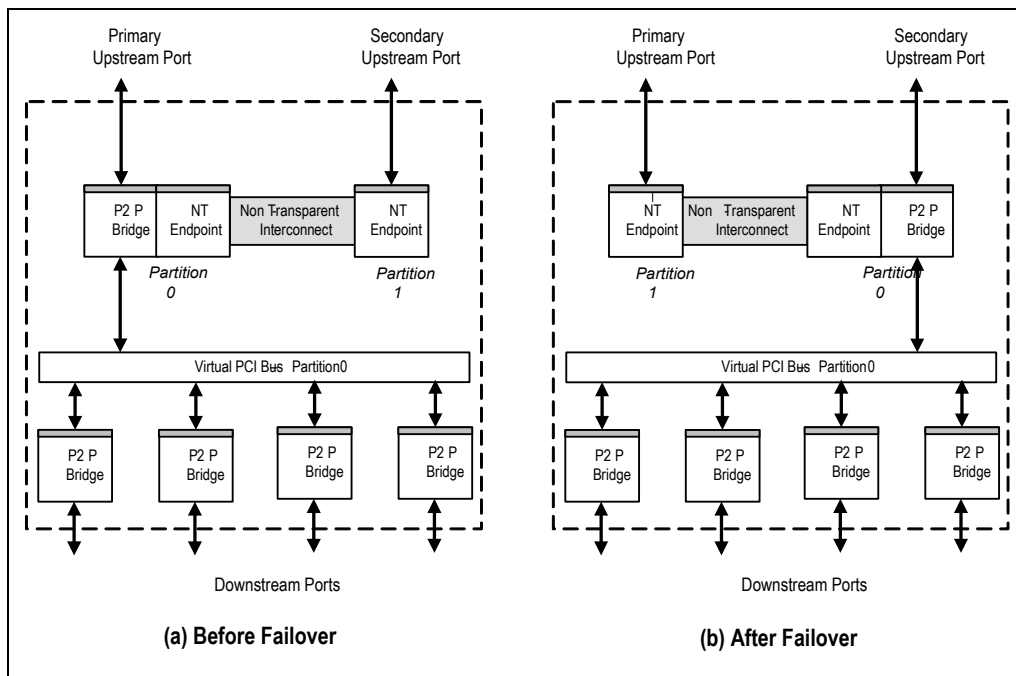 Primary
Upstream Port
Secondary
Upstream Port
P2 P
Bridge
NT
Endpoint
Non Transparent
Interconnect
NT
Endpoint
Partition
0
Partition
1
Virtual PCI Bus Partition0
P2 P
Bridge
P2 P
Bridge
P2 P
Bridge
P2 P
Bridge
Downstream Ports
(a) Before Failover
Primary
Upstream Port
Secondary
Upstream Port
NT
Endpoint
Non Transparent
Interconnect
NT
Endpoint
P2 P
Bridge
Partition
1
Partition
0
Virtual PCI Bus Partition0
P2 P
Bridge
P2 P
Bridge
P2 P
Bridge
P2 P
Bridge
Downstream Ports
(b) After Failover